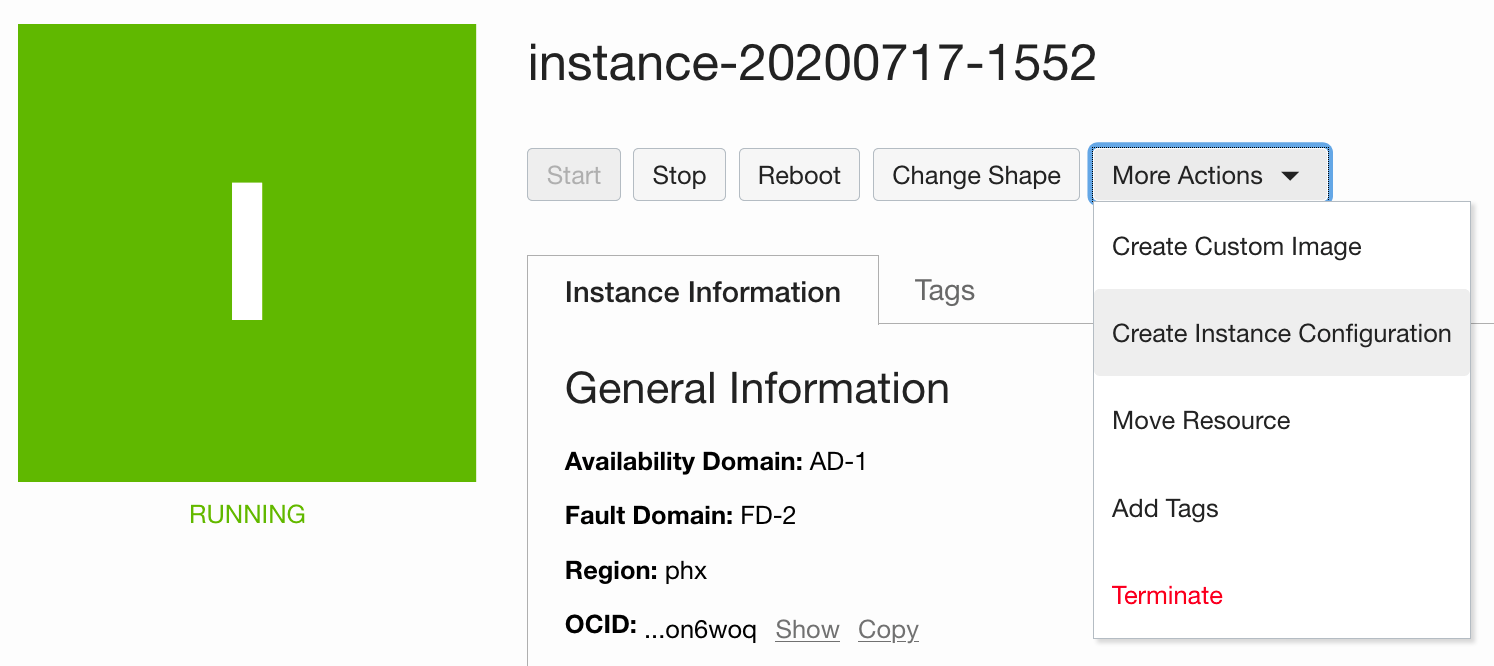 I
RUNNING
instance-20200717-1552
Start Stop Reboot Change Shape More Actions
Create Custom Image
Create Instance Configuration
Move Resource
Add Tags
Terminate
Instance Information Tags
General Information
Availability Domain: AD-1
Fault Domain: FD-2
Region: phx
OCID: ...on6woq Show Copy